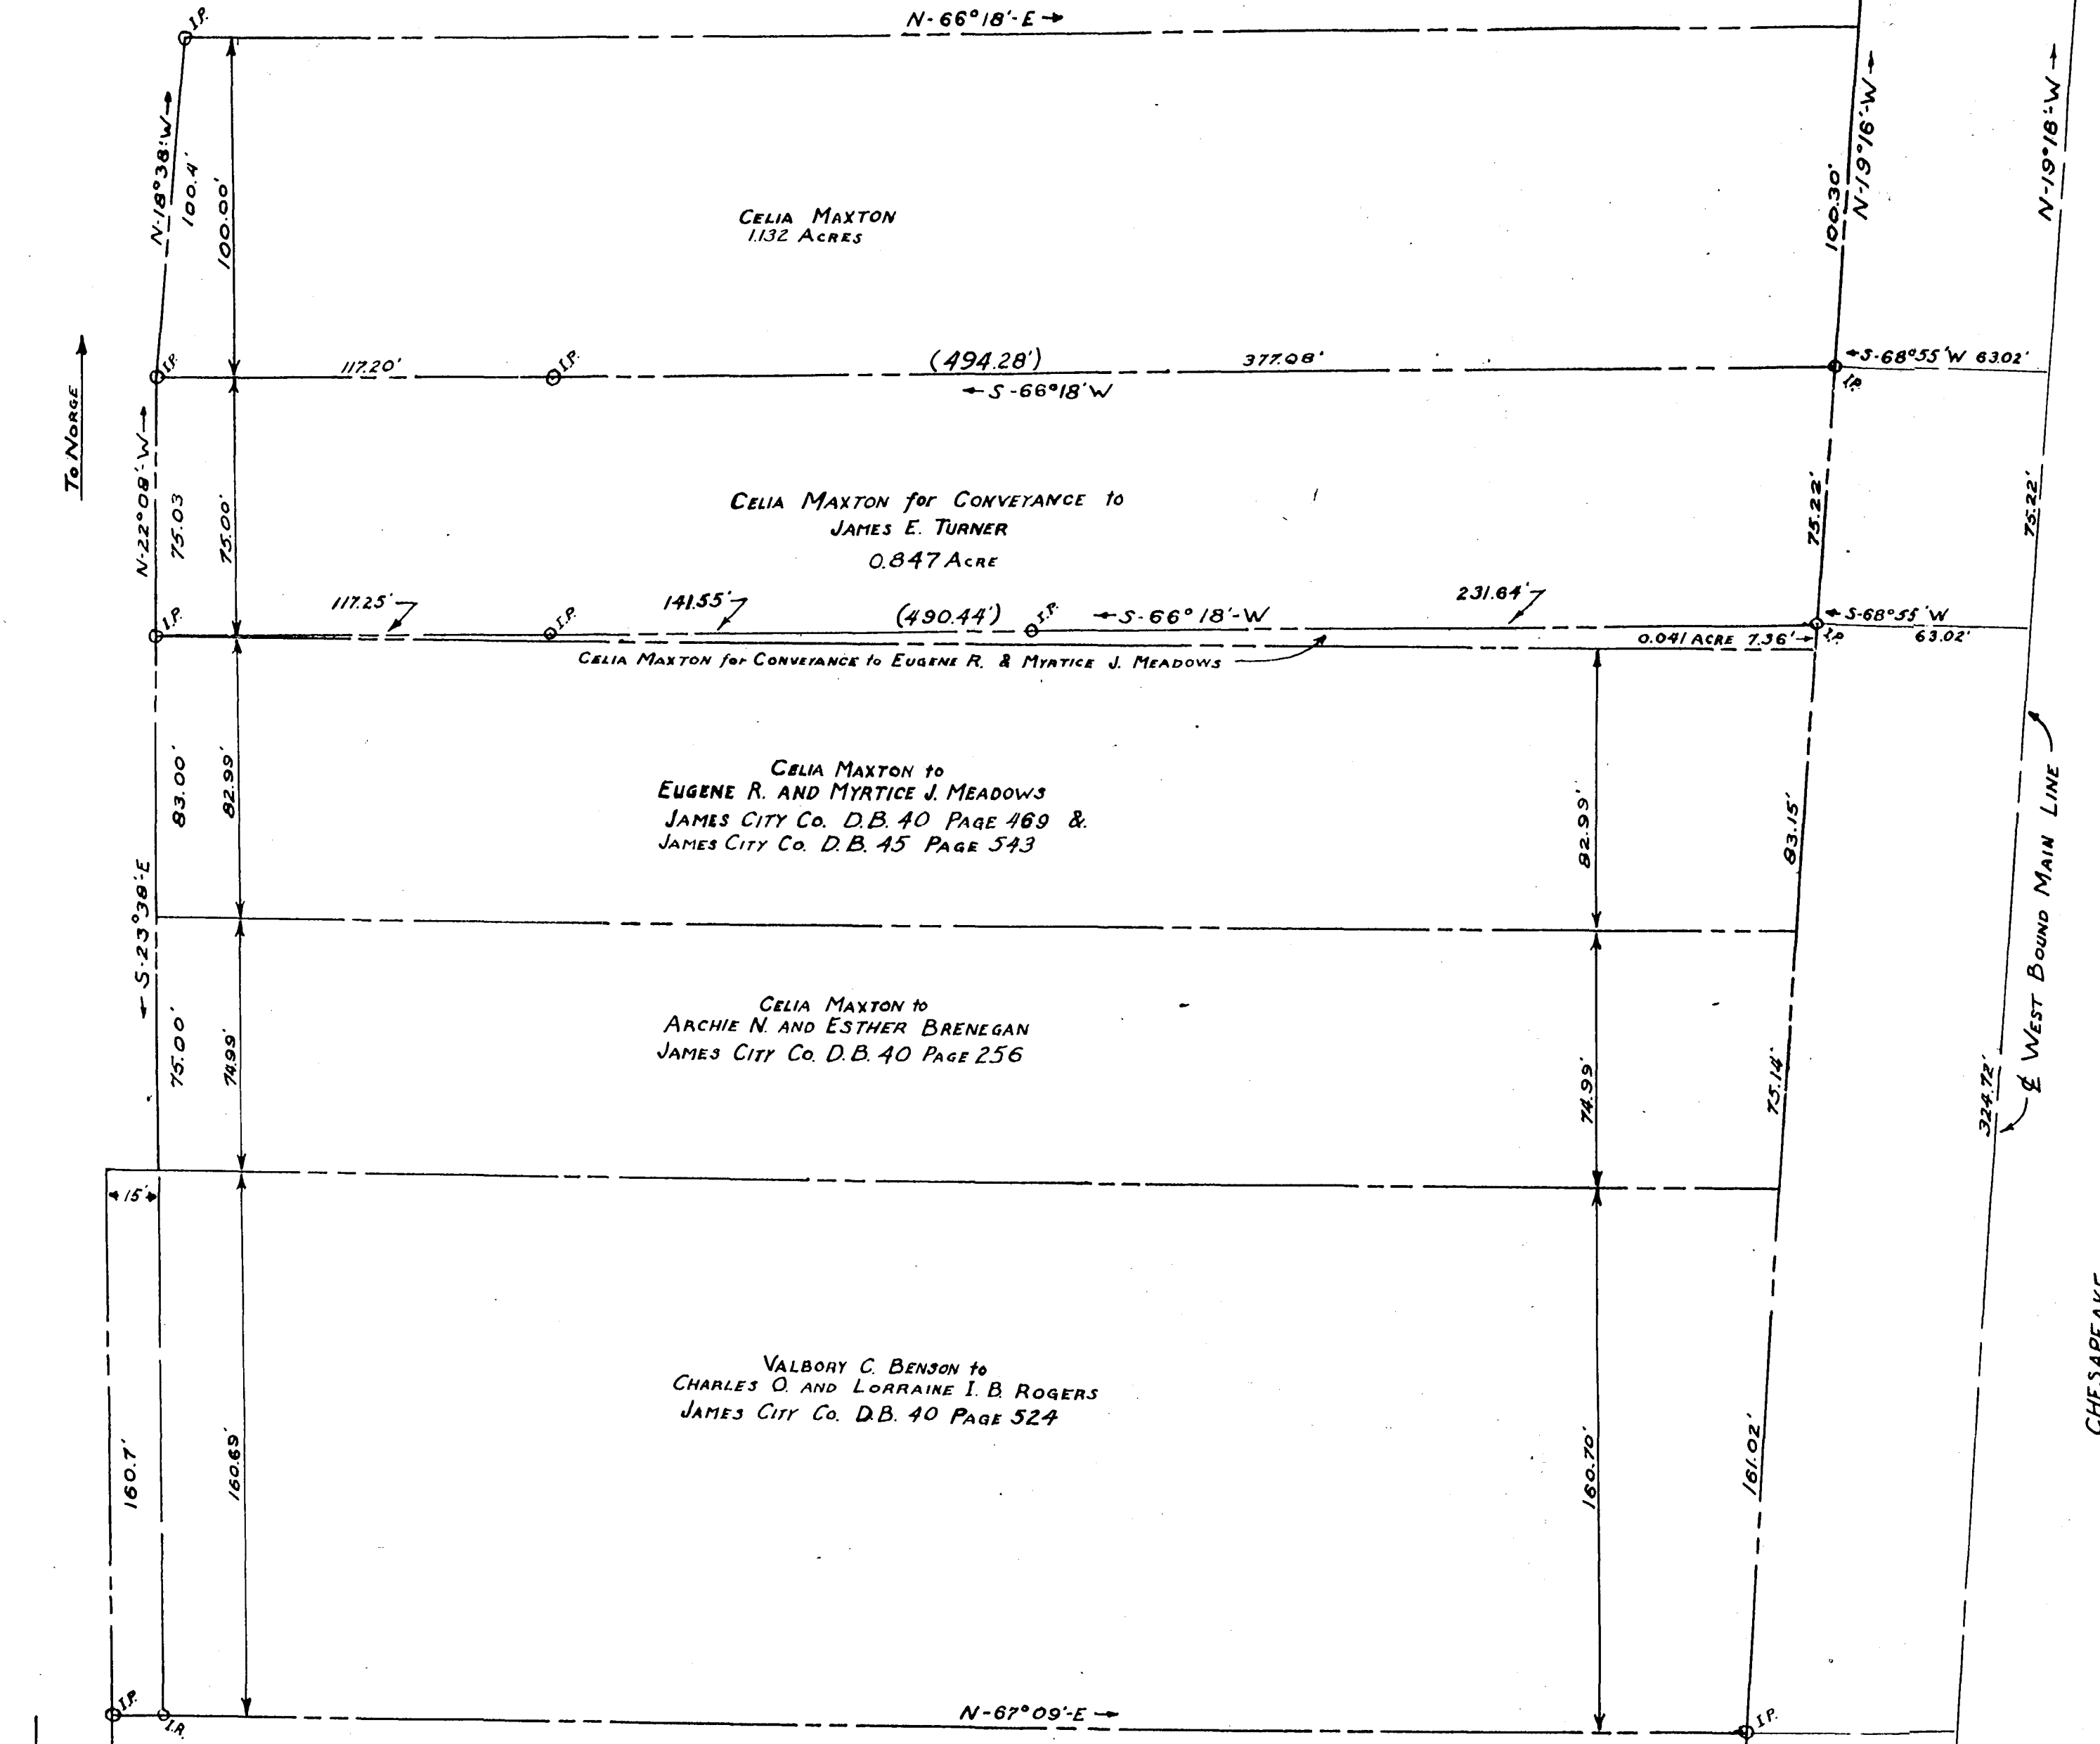 I.P.
N-66°18'-E
N-18°38'-W
100.4'
100.00'
CELIA MAXTON
1.132 ACRES
100.30'
N-19°16'-W
N-19°18'-W
TO NORGE
I.P.
117.20'
I.P.
(494.28')
377.08'
S-66°18'W
S-68°55'W 63.02'
I.P.
N-22°08'-W
75.03
75.00'
CELIA MAXTON for CONVEYANCE to
JAMES E. TURNER
0.847 ACRE
75.22'
75.22'
I.P.
117.25'
I.P.
141.55'
(490.44')
I.P.
S-66°18'-W
231.64'
S-68°55'W
63.02'
0.041 ACRE 7.36'
I.P.
CELIA MAXTON for CONVEYANCE to EUGENE R. & MYRTICE J. MEADOWS
83.00'
82.99'
CELIA MAXTON to
EUGENE R. AND MYRTICE J. MEADOWS
JAMES CITY CO. D.B. 40 PAGE 469 &
JAMES CITY CO. D.B. 45 PAGE 543
82.99'
83.15'
₵ WEST BOUND MAIN LINE
S-23°38'-E
75.00'
74.99'
CELIA MAXTON to
ARCHIE N. AND ESTHER BRENEGAN
JAMES CITY CO. D.B. 40 PAGE 256
74.99'
75.14'
324.72'
15'
160.7'
160.69'
VALBORY C. BENSON to
CHARLES O. AND LORRAINE I. B. ROGERS
JAMES CITY CO. D.B. 40 PAGE 524
160.70'
161.02'
CHESAPEAKE
I.P.
I.P.
N-67°09'-E
I.P.